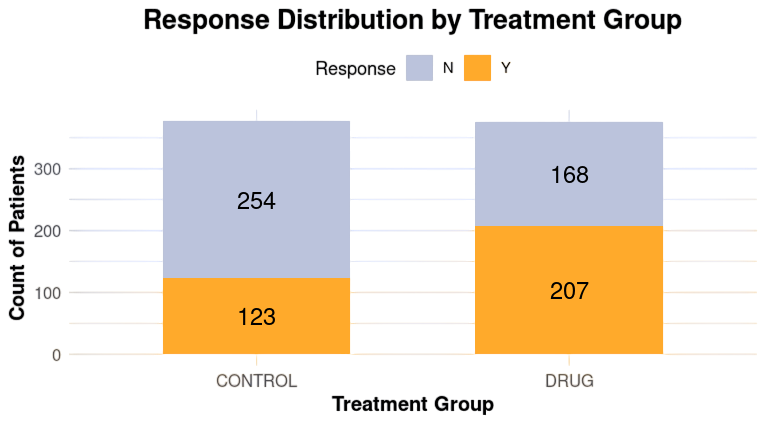 Response Distribution by Treatment Group
Response N Y
Count of Patients
300
200
100
0
254
168
123
207
CONTROL DRUG
Treatment Group